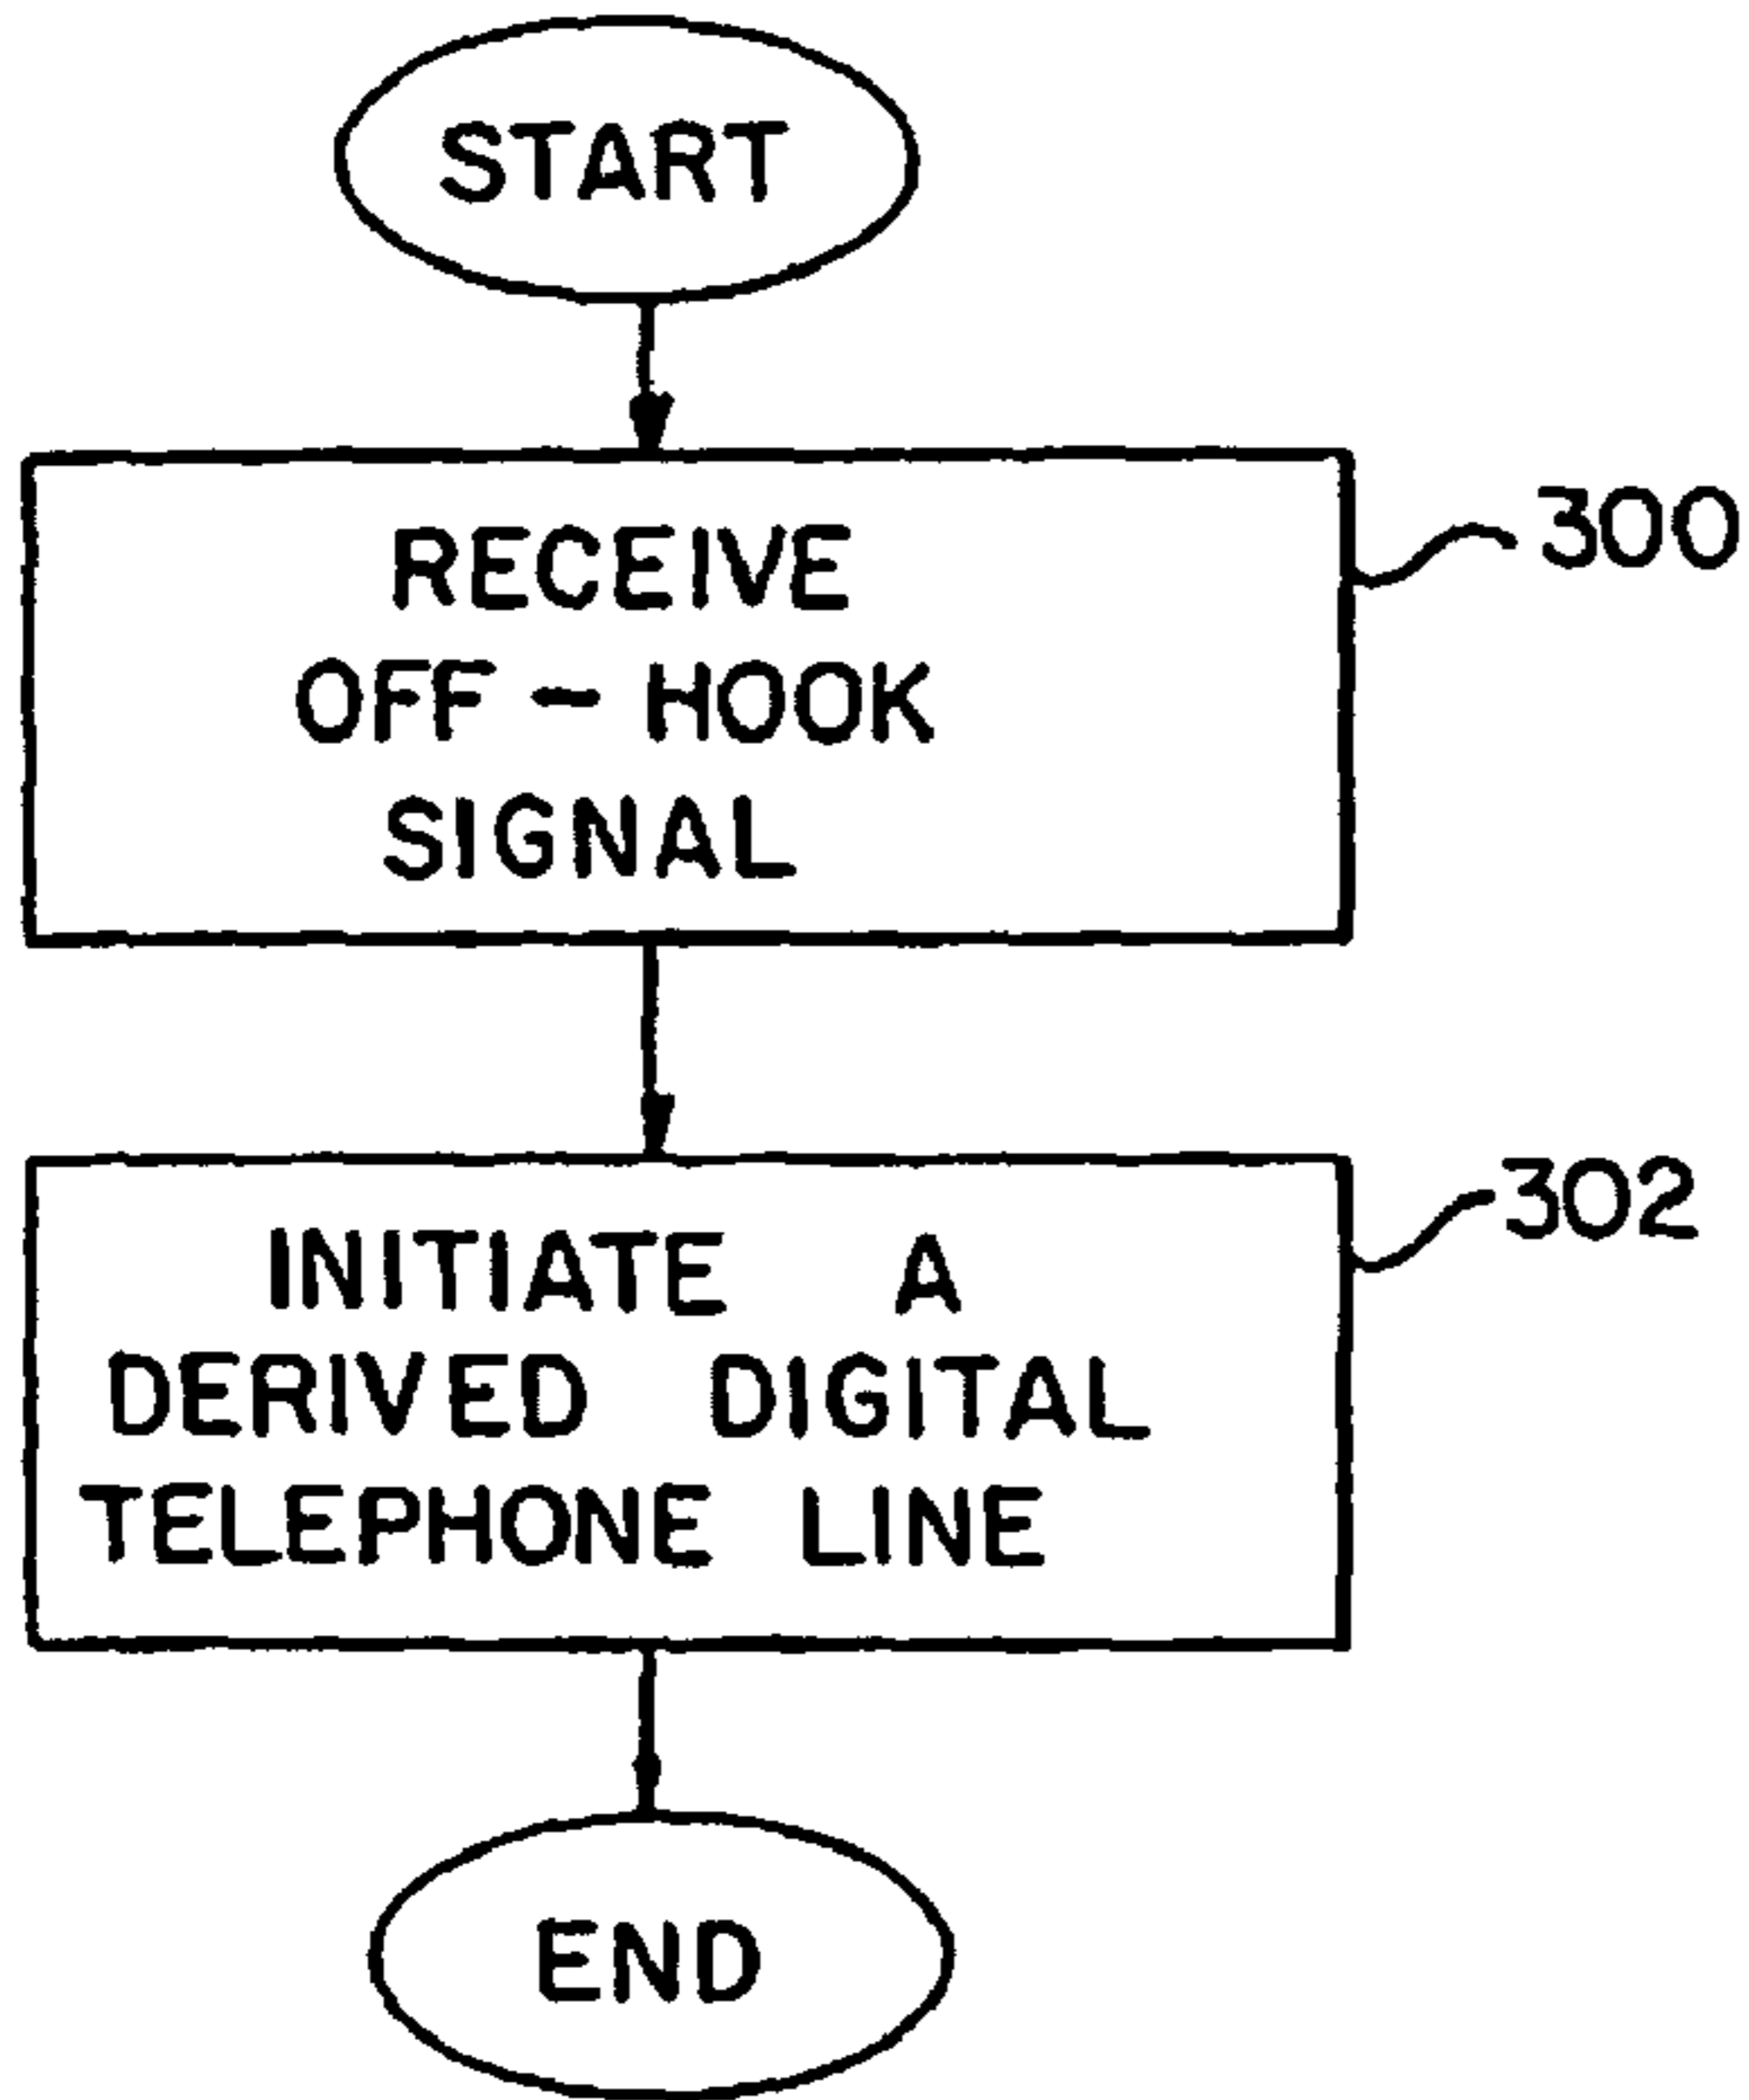 START
RECEIVE
OFF - HOOK
SIGNAL
300
INITIATE A
DERIVED DIGITAL
TELEPHONE LINE
302
END